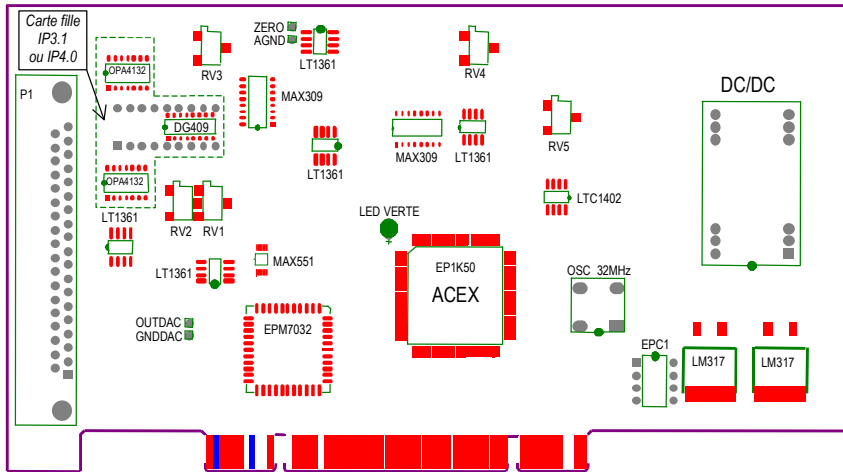 Carte fille
IP3.1
ou IP4.0
P1
OPA4132
DG409
OPA4132
LT1361
RV3
ZERO
AGND
LT1361
MAX309
LT1361
RV4
MAX309
LT1361
RV5
DC/DC
RV2
RV1
LTC1402
LED VERTE
LT1361
MAX551
EP1K50
ACEX
OSC 32MHz
OUTDAC
GNDDAC
EPM7032
EPC1
LM317
LM317